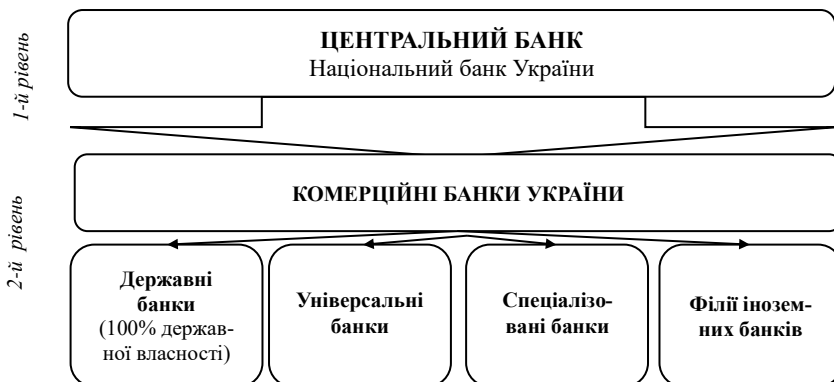 1-й рівень
ЦЕНТРАЛЬНИЙ БАНК
Національний банк України
2-й рівень
КОМЕРЦІЙНІ БАНКИ УКРАЇНИ
Державні
банки
(100% держав-
ної власності)
Універсальні
банки
Спеціалізо-
вані банки
Філії інозем-
них банків